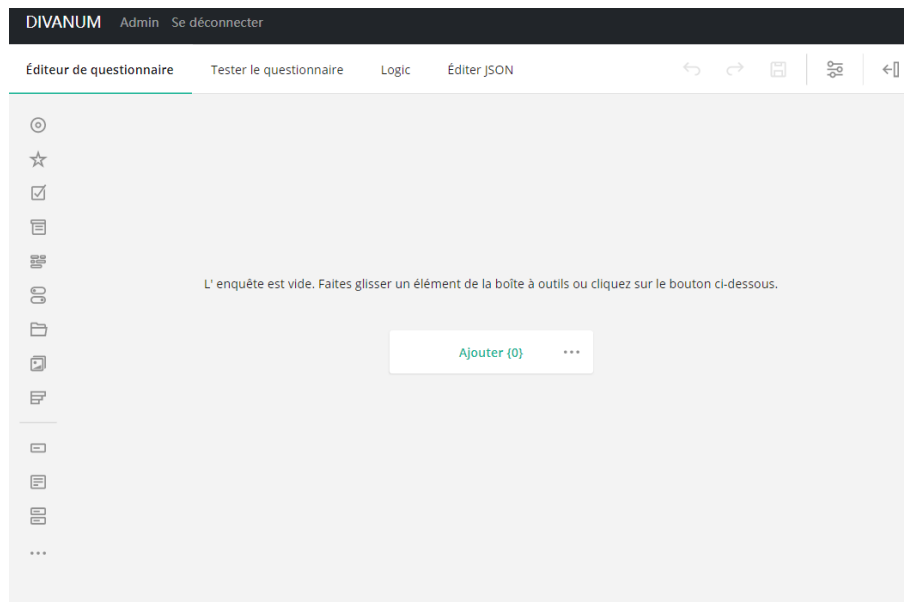 DIVANUM Admin Se déconnecter
Éditeur de questionnaire Tester le questionnaire Logic Éditer JSON
L' enquête est vide. Faites glisser un élément de la boîte à outils ou cliquez sur le bouton ci-dessous.
Ajouter {0}